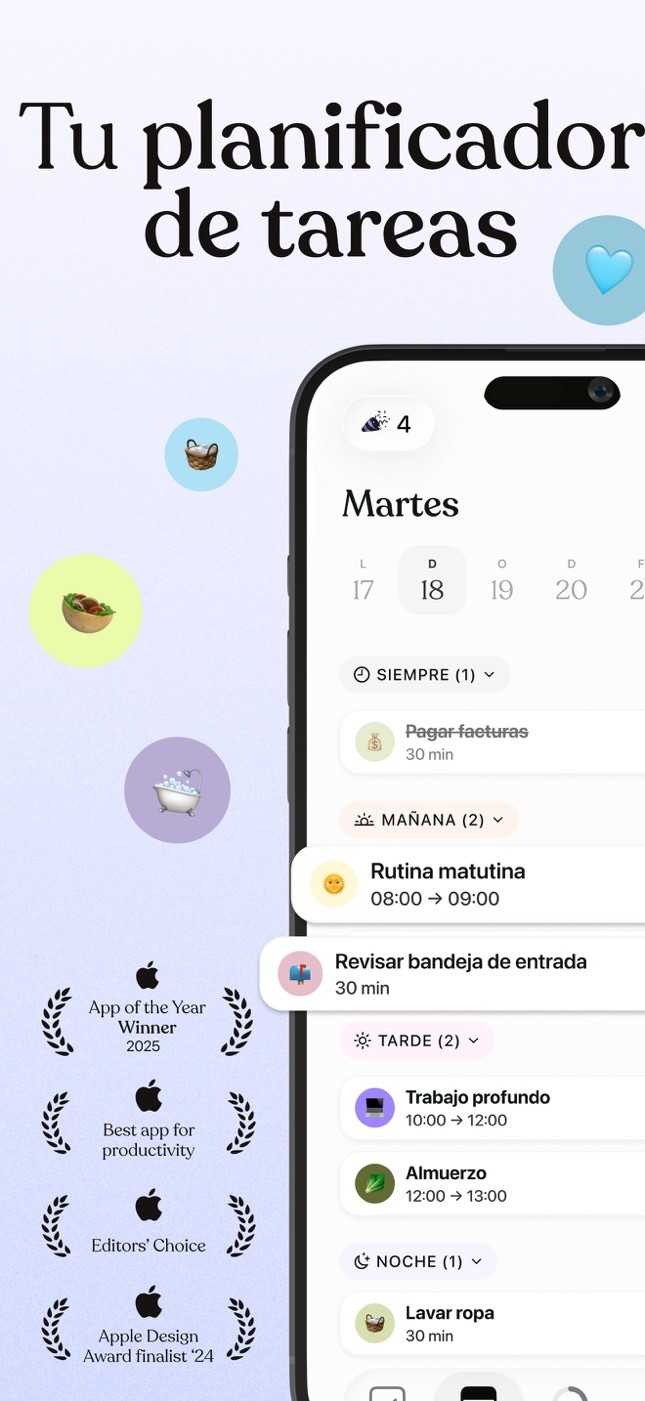 Tu planificador
de tareas
4
Martes
L D O D F
17 18 19 20 2
SIEMPRE (1)
Pagar facturas
30 min
MAÑANA (2)
Rutina matutina
08:00 → 09:00
Revisar bandeja de entrada
30 min
TARDE (2)
Trabajo profundo
10:00 → 12:00
Almuerzo
12:00 → 13:00
NOCHE (1)
Lavar ropa
30 min
App of the Year
Winner
2025
Best app for
productivity
Editors’ Choice
Apple Design
Award finalist ‘24